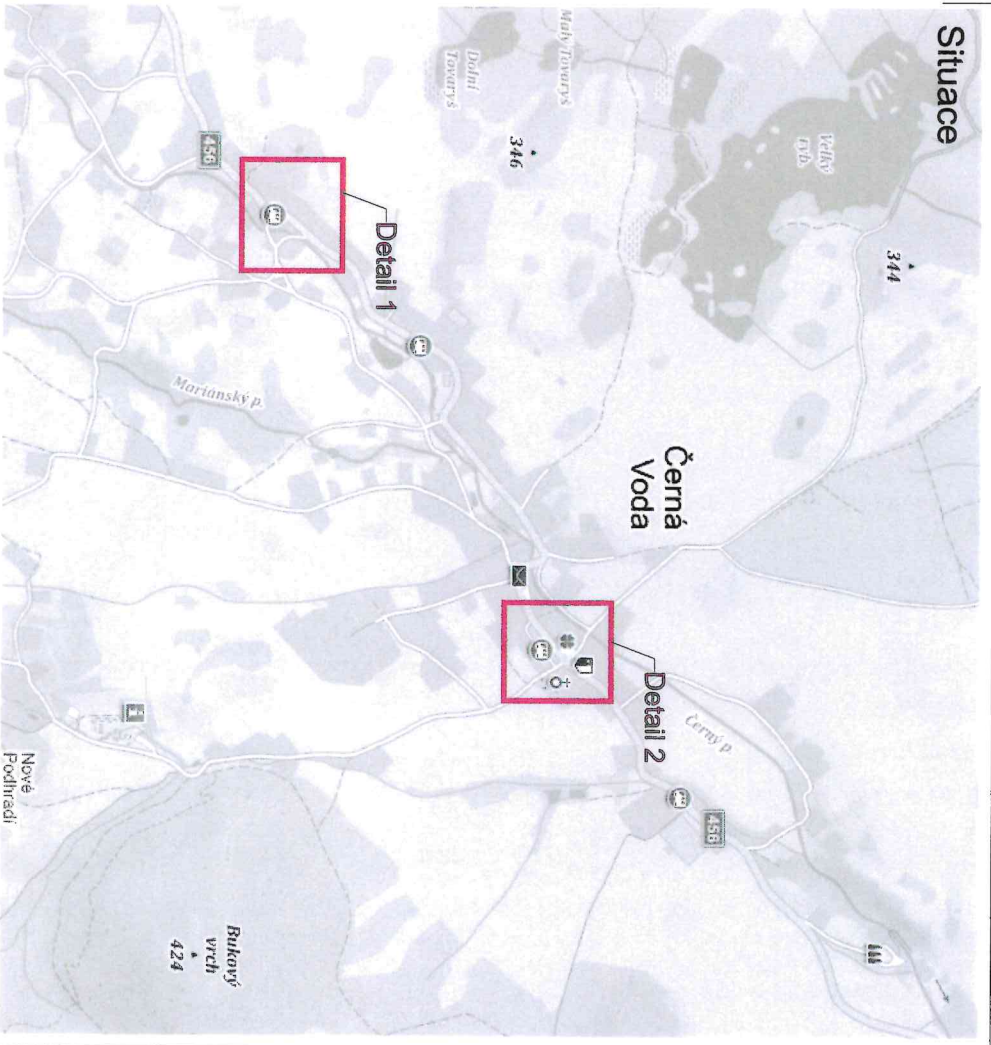 Situace
344
Velký
ryb.
Černý p.
456
Černá
Voda
Detail 2
Malý Tovaryš
346
Dolní
Tovaryš
Detail 1
Bukový
vrch
424
Mariánský p.
456
Nové
Podhradí